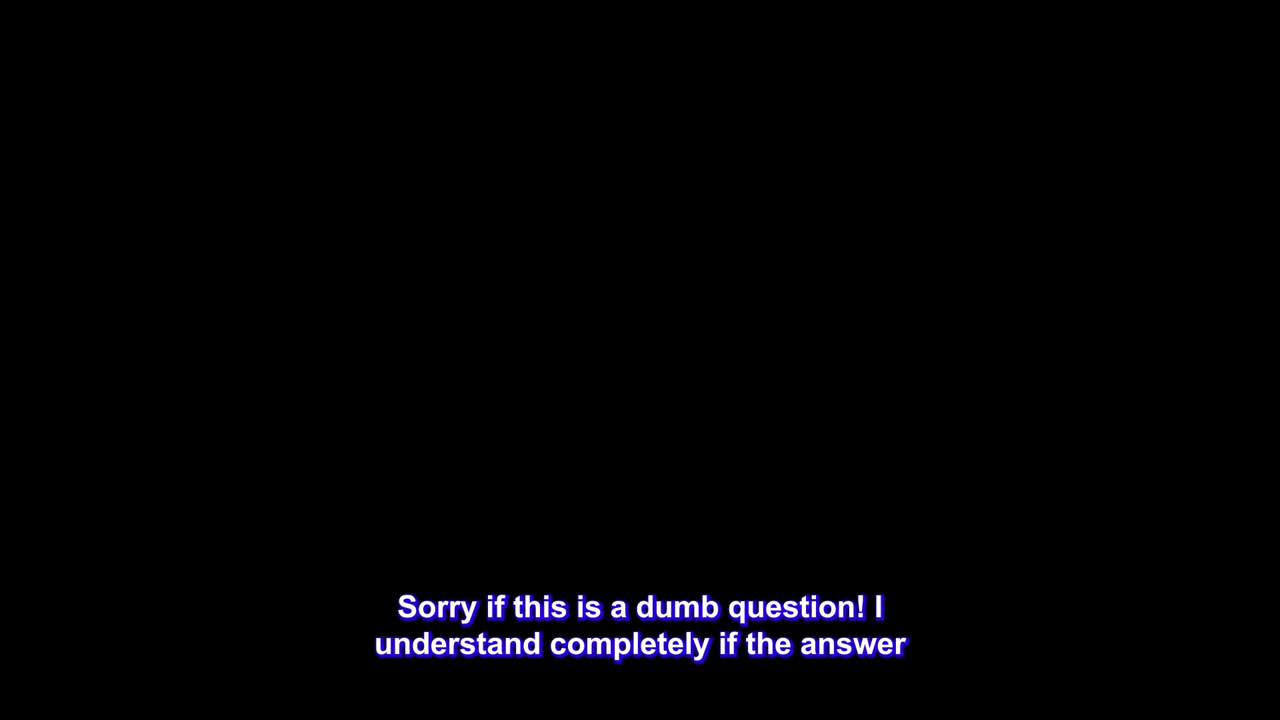 Sorry if this is a dumb question! I
understand completely if the answer